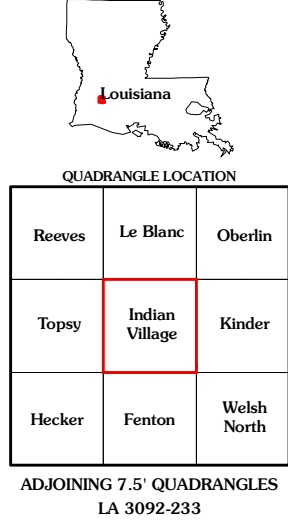 Louisiana
QUADRANGLE LOCATION
Reeves
Le Blanc
Oberlin
Topsy
Indian
Village
Kinder
Hecker
Fenton
Welsh
North
ADJOINING 7.5' QUADRANGLES
LA 3092-233